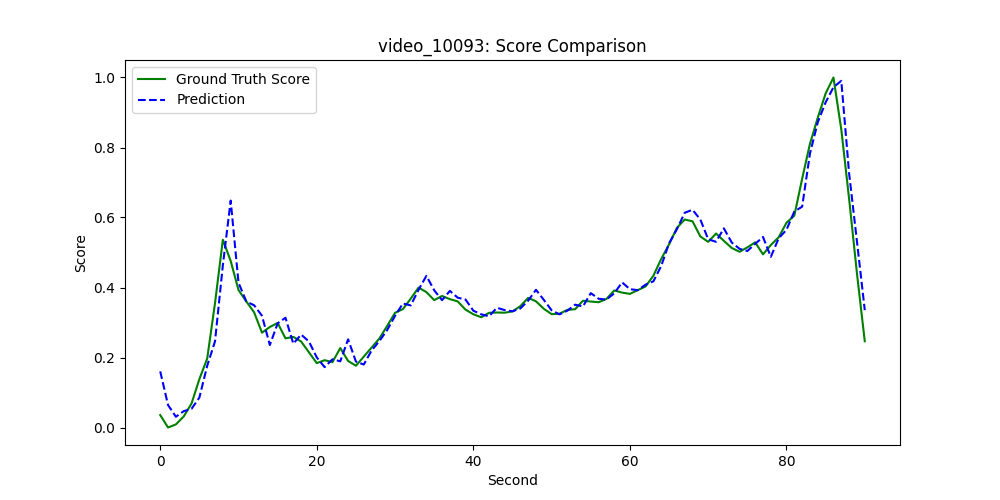 video_10093: Score Comparison
Ground Truth Score
Prediction
Score
1.0
0.8
0.6
0.4
0.2
0.0
0 20 40 60 80
Second